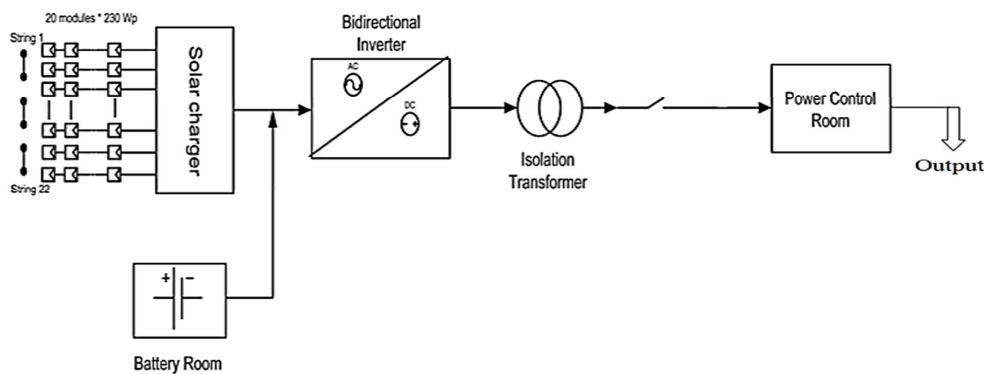 20 modules * 230 Wp
String 1
String 22
Solar charger
Bidirectional
Inverter
AC
DC
Isolation
Transformer
Power Control
Room
Output
+ −
Battery Room